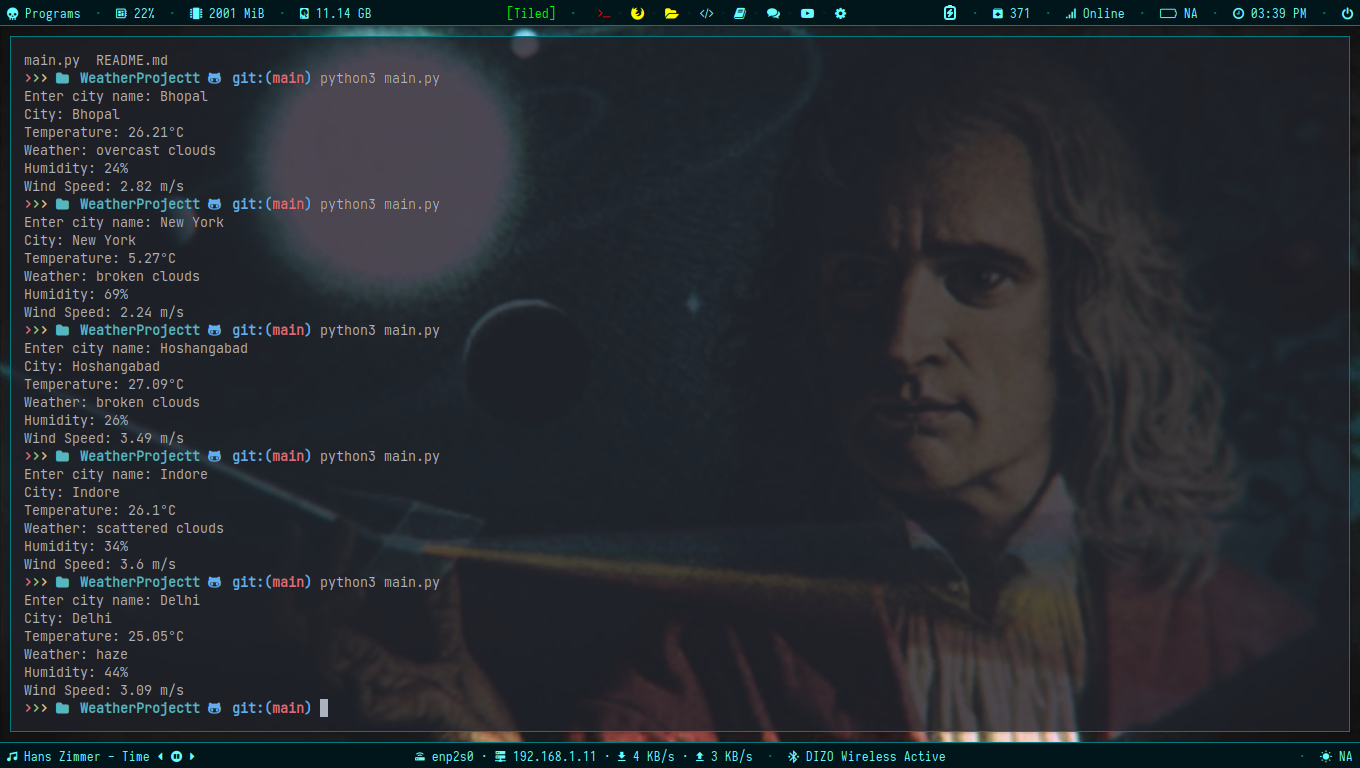 Programs · 22% · 2001 MiB · 11.14 GB [Tiled] · >_ </> · 371 · Online · NA · 03:39 PM ·
main.py  README.md
>>> WeatherProjectt git:(main) python3 main.py
Enter city name: Bhopal
City: Bhopal
Temperature: 26.21°C
Weather: overcast clouds
Humidity: 24%
Wind Speed: 2.82 m/s
>>> WeatherProjectt git:(main) python3 main.py
Enter city name: New York
City: New York
Temperature: 5.27°C
Weather: broken clouds
Humidity: 69%
Wind Speed: 2.24 m/s
>>> WeatherProjectt git:(main) python3 main.py
Enter city name: Hoshangabad
City: Hoshangabad
Temperature: 27.09°C
Weather: broken clouds
Humidity: 26%
Wind Speed: 3.49 m/s
>>> WeatherProjectt git:(main) python3 main.py
Enter city name: Indore
City: Indore
Temperature: 26.1°C
Weather: scattered clouds
Humidity: 34%
Wind Speed: 3.6 m/s
>>> WeatherProjectt git:(main) python3 main.py
Enter city name: Delhi
City: Delhi
Temperature: 25.05°C
Weather: haze
Humidity: 44%
Wind Speed: 3.09 m/s
>>> WeatherProjectt git:(main)
Hans Zimmer - Time enp2s0 · 192.168.1.11 · 4 KB/s · 3 KB/s · DIZO Wireless Active · NA